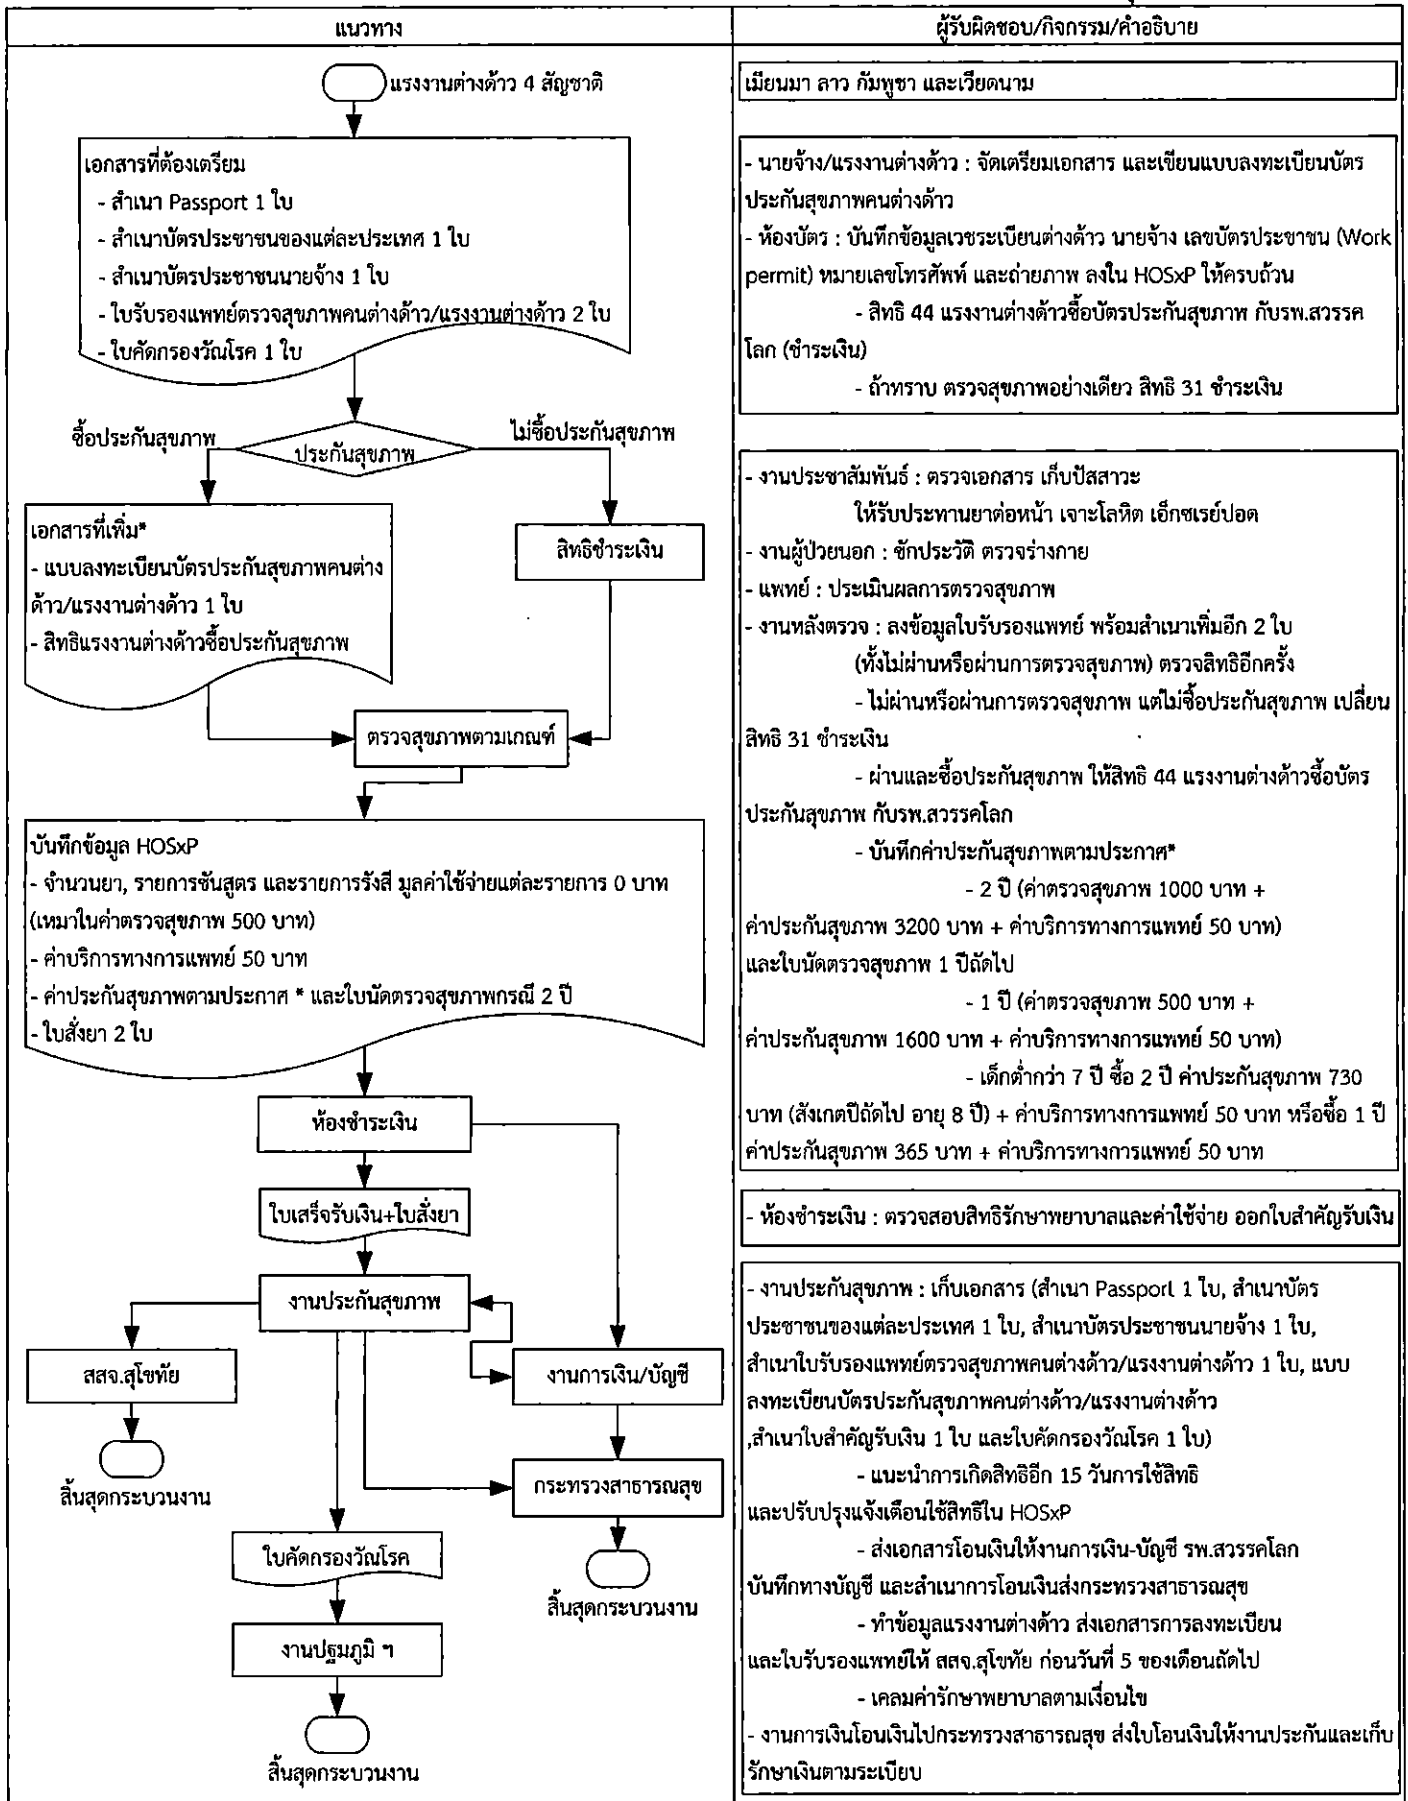 แนวทาง
ผู้รับผิดชอบ/กิจกรรม/คำอธิบาย
แรงงานต่างด้าว 4 สัญชาติ
เมียนมา ลาว กัมพูชา และเวียดนาม
เอกสารที่ต้องเตรียม
- สำเนา Passport 1 ใบ
- สำเนาบัตรประชาชนของแต่ละประเทศ 1 ใบ
- สำเนาบัตรประชาชนนายจ้าง 1 ใบ
- ใบรับรองแพทย์ตรวจสุขภาพคนต่างด้าว/แรงงานต่างด้าว 2 ใบ
- ใบคัดกรองวัณโรค 1 ใบ
- นายจ้าง/แรงงานต่างด้าว : จัดเตรียมเอกสาร และเขียนแบบลงทะเบียนบัตร
ประกันสุขภาพคนต่างด้าว
- ห้องบัตร : บันทึกข้อมูลเวชระเบียนต่างด้าว นายจ้าง เลขบัตรประชาชน (Work
permit) หมายเลขโทรศัพท์ และถ่ายภาพ ลงใน HOSxP ให้ครบถ้วน
- สิทธิ 44 แรงงานต่างด้าวซื้อบัตรประกันสุขภาพ กับรพ.สวรรค
โลก (ชำระเงิน)
- ถ้าทราบ ตรวจสุขภาพอย่างเดียว สิทธิ 31 ชำระเงิน
ซื้อประกันสุขภาพ
ประกันสุขภาพ
ไม่ซื้อประกันสุขภาพ
เอกสารที่เพิ่ม*
- แบบลงทะเบียนบัตรประกันสุขภาพคนต่าง
ด้าว/แรงงานต่างด้าว 1 ใบ
- สิทธิแรงงานต่างด้าวซื้อประกันสุขภาพ
สิทธิชำระเงิน
ตรวจสุขภาพตามเกณฑ์
บันทึกข้อมูล HOSxP
- จำนวนยา, รายการชันสูตร และรายการรังสี มูลค่าใช้จ่ายแต่ละรายการ 0 บาท
(เหมาในค่าตรวจสุขภาพ 500 บาท)
- ค่าบริการทางการแพทย์ 50 บาท
- ค่าประกันสุขภาพตามประกาศ * และใบนัดตรวจสุขภาพกรณี 2 ปี
- ใบสั่งยา 2 ใบ
- งานประชาสัมพันธ์ : ตรวจเอกสาร เก็บปัสสาวะ
ให้รับประทานยาต่อหน้า เจาะโลหิต เอ็กซเรย์ปอด
- งานผู้ป่วยนอก : ซักประวัติ ตรวจร่างกาย
- แพทย์ : ประเมินผลการตรวจสุขภาพ
- งานหลังตรวจ : ลงข้อมูลใบรับรองแพทย์ พร้อมสำเนาเพิ่มอีก 2 ใบ
(ทั้งไม่ผ่านหรือผ่านการตรวจสุขภาพ) ตรวจสิทธิอีกครั้ง
- ไม่ผ่านหรือผ่านการตรวจสุขภาพ แต่ไม่ซื้อประกันสุขภาพ เปลี่ยน
สิทธิ 31 ชำระเงิน
- ผ่านและซื้อประกันสุขภาพ ให้สิทธิ 44 แรงงานต่างด้าวซื้อบัตร
ประกันสุขภาพ กับรพ.สวรรคโลก
- บันทึกค่าประกันสุขภาพตามประกาศ*
- 2 ปี (ค่าตรวจสุขภาพ 1000 บาท +
ค่าประกันสุขภาพ 3200 บาท + ค่าบริการทางการแพทย์ 50 บาท)
และใบนัดตรวจสุขภาพ 1 ปีถัดไป
- 1 ปี (ค่าตรวจสุขภาพ 500 บาท +
ค่าประกันสุขภาพ 1600 บาท + ค่าบริการทางการแพทย์ 50 บาท)
- เด็กต่ำกว่า 7 ปี ซื้อ 2 ปี ค่าประกันสุขภาพ 730
บาท (สังเกตปีถัดไป อายุ 8 ปี) + ค่าบริการทางการแพทย์ 50 บาท หรือซื้อ 1 ปี
ค่าประกันสุขภาพ 365 บาท + ค่าบริการทางการแพทย์ 50 บาท
ห้องชำระเงิน
ใบเสร็จรับเงิน+ใบสั่งยา
- ห้องชำระเงิน : ตรวจสอบสิทธิรักษาพยาบาลและค่าใช้จ่าย ออกใบสำคัญรับเงิน
งานประกันสุขภาพ
สสจ.สุโขทัย
งานการเงิน/บัญชี
สิ้นสุดกระบวนงาน
กระทรวงสาธารณสุข
ใบคัดกรองวัณโรค
สิ้นสุดกระบวนงาน
งานปฐมภูมิ ฯ
สิ้นสุดกระบวนงาน
- งานประกันสุขภาพ : เก็บเอกสาร (สำเนา Passport 1 ใบ, สำเนาบัตร
ประชาชนของแต่ละประเทศ 1 ใบ, สำเนาบัตรประชาชนนายจ้าง 1 ใบ,
สำเนาใบรับรองแพทย์ตรวจสุขภาพคนต่างด้าว/แรงงานต่างด้าว 1 ใบ, แบบ
ลงทะเบียนบัตรประกันสุขภาพคนต่างด้าว/แรงงานต่างด้าว
,สำเนาใบสำคัญรับเงิน 1 ใบ และใบคัดกรองวัณโรค 1 ใบ)
- แนะนำการเกิดสิทธิอีก 15 วันการใช้สิทธิ
และปรับปรุงแจ้งเตือนใช้สิทธิใน HOSxP
- ส่งเอกสารโอนเงินให้งานการเงิน-บัญชี รพ.สวรรคโลก
บันทึกทางบัญชี และสำเนาการโอนเงินส่งกระทรวงสาธารณสุข
- ทำข้อมูลแรงงานต่างด้าว ส่งเอกสารการลงทะเบียน
และใบรับรองแพทย์ให้ สสจ.สุโขทัย ก่อนวันที่ 5 ของเดือนถัดไป
- เคลมค่ารักษาพยาบาลตามเงื่อนไข
- งานการเงินโอนเงินไปกระทรวงสาธารณสุข ส่งใบโอนเงินให้งานประกันและเก็บ
รักษาเงินตามระเบียบ